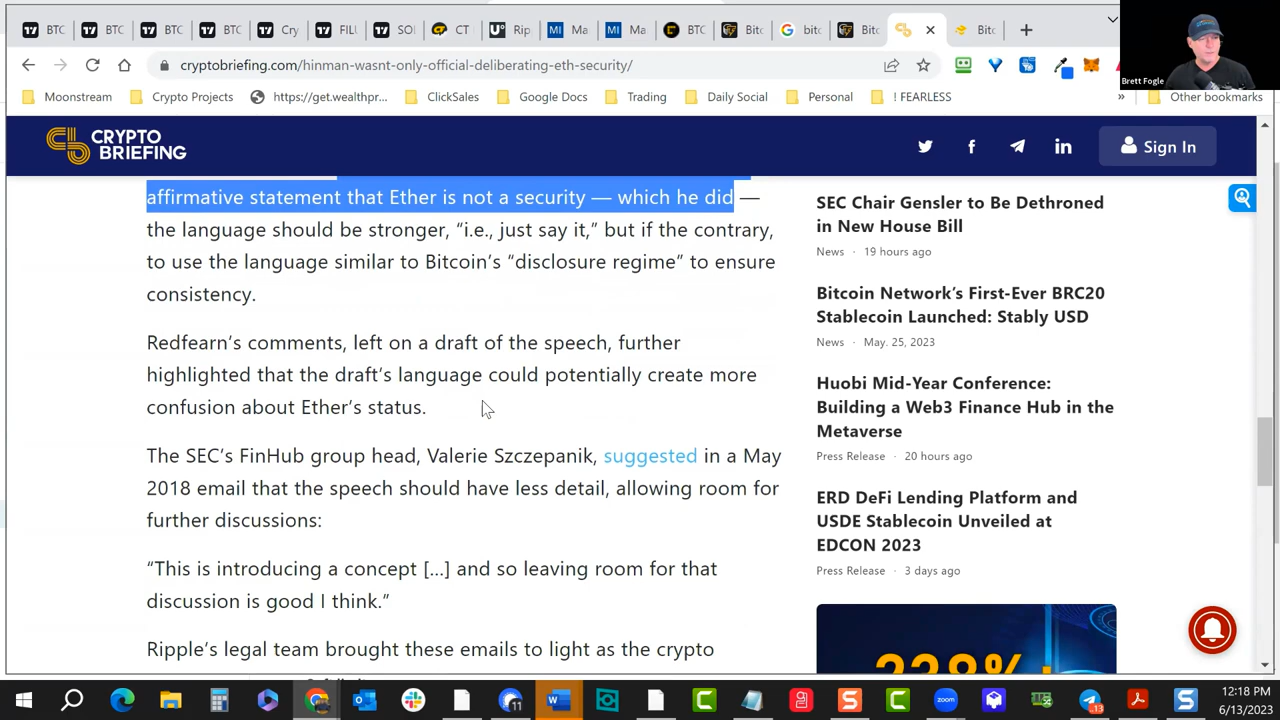 BTC
BTC
BTC
BTC
Cry
FILL
SOL
CT
Rip
Ma
Ma
BTC
Bitc
bitc
Bitc
Bitc
cryptobriefing.com/hinman-wasnt-only-official-deliberating-eth-security/
Brett Fogle
Moonstream
Crypto Projects
https://get.wealthpr...
ClickSales
Google Docs
Trading
Daily Social
Personal
! FEARLESS
»
Other bookmarks
CRYPTO
BRIEFING
Sign In
affirmative statement that Ether is not a security — which he did —
the language should be stronger, “i.e., just say it,” but if the contrary,
to use the language similar to Bitcoin’s “disclosure regime” to ensure
consistency.
Redfearn’s comments, left on a draft of the speech, further
highlighted that the draft’s language could potentially create more
confusion about Ether’s status.
The SEC’s FinHub group head, Valerie Szczepanik, suggested in a May
2018 email that the speech should have less detail, allowing room for
further discussions:
“This is introducing a concept [...] and so leaving room for that
discussion is good I think.”
Ripple’s legal team brought these emails to light as the crypto
SEC Chair Gensler to Be Dethroned
in New House Bill
News · 19 hours ago
Bitcoin Network’s First-Ever BRC20
Stablecoin Launched: Stably USD
News · May. 25, 2023
Huobi Mid-Year Conference:
Building a Web3 Finance Hub in the
Metaverse
Press Release · 20 hours ago
ERD DeFi Lending Platform and
USDE Stablecoin Unveiled at
EDCON 2023
Press Release · 3 days ago
12:18 PM
6/13/2023